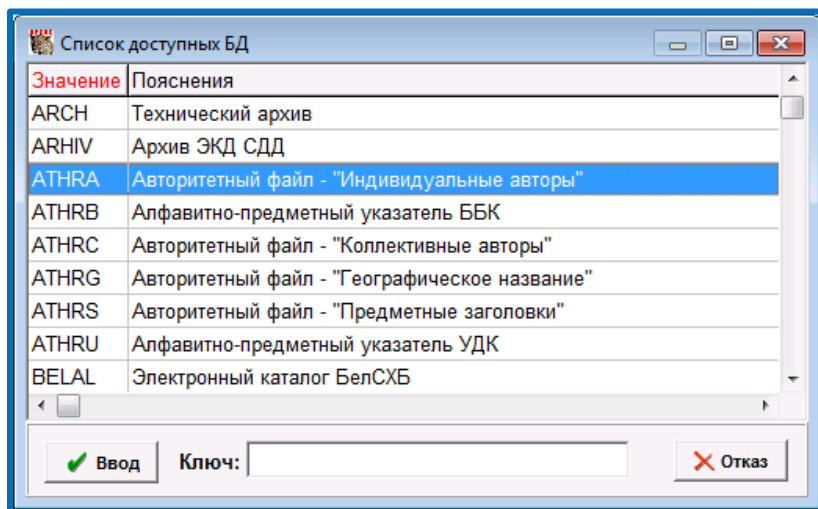 Список доступных БД
Значение Пояснения
ARCH Технический архив
ARHIV Архив ЭКД СДД
ATHRA Авторитетный файл - "Индивидуальные авторы"
ATHRB Алфавитно-предметный указатель ББК
ATHRC Авторитетный файл - "Коллективные авторы"
ATHRG Авторитетный файл - "Географическое название"
ATHRS Авторитетный файл - "Предметные заголовки"
ATHRU Алфавитно-предметный указатель УДК
BELAL Электронный каталог БелСХБ
Ввод Ключ: Отказ